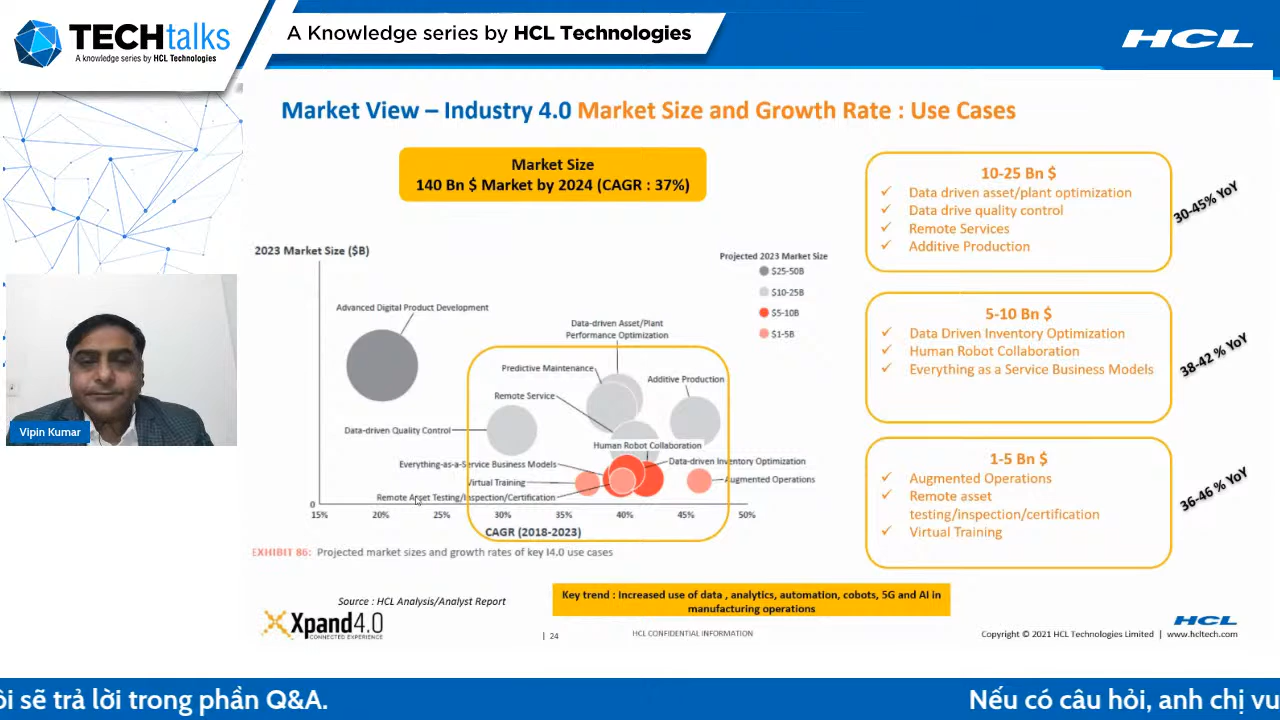 TECHtalks
A knowledge series by HCL Technologies
A Knowledge series by HCL Technologies
HCL
Market View – Industry 4.0 Market Size and Growth Rate : Use Cases
Market Size
140 Bn $ Market by 2024 (CAGR : 37%)
2023 Market Size ($B)
Projected 2023 Market Size
$25-50B
$10-25B
$5-10B
$1-5B
Advanced Digital Product Development
Data-driven Asset/Plant
Performance Optimization
Predictive Maintenance
Additive Production
Remote Service
Data-driven Quality Control
Human Robot Collaboration
Everything-as-a-Service Business Models
Data-driven Inventory Optimization
Virtual Training
Augmented Operations
Remote Asset Testing/Inspection/Certification
0
15% 20% 25% 30% 35% 40% 45% 50%
CAGR (2018-2023)
EXHIBIT 86: Projected market sizes and growth rates of key I4.0 use cases
10-25 Bn $
✓ Data driven asset/plant optimization
✓ Data drive quality control
✓ Remote Services
✓ Additive Production
30-45% YoY
5-10 Bn $
✓ Data Driven Inventory Optimization
✓ Human Robot Collaboration
✓ Everything as a Service Business Models
38-42 % YoY
1-5 Bn $
✓ Augmented Operations
✓ Remote asset
testing/inspection/certification
✓ Virtual Training
36-46 % YoY
Vipin Kumar
Source : HCL Analysis/Analyst Report
Key trend : Increased use of data , analytics, automation, cobots, 5G and AI in
manufacturing operations
Xpand4.0
CONNECTED EXPERIENCE
| 24
HCL CONFIDENTIAL INFORMATION
HCL
Copyright © 2021 HCL Technologies Limited | www.hcltech.com
ôi sẽ trả lời trong phần Q&A. Nếu có câu hỏi, anh chị vu